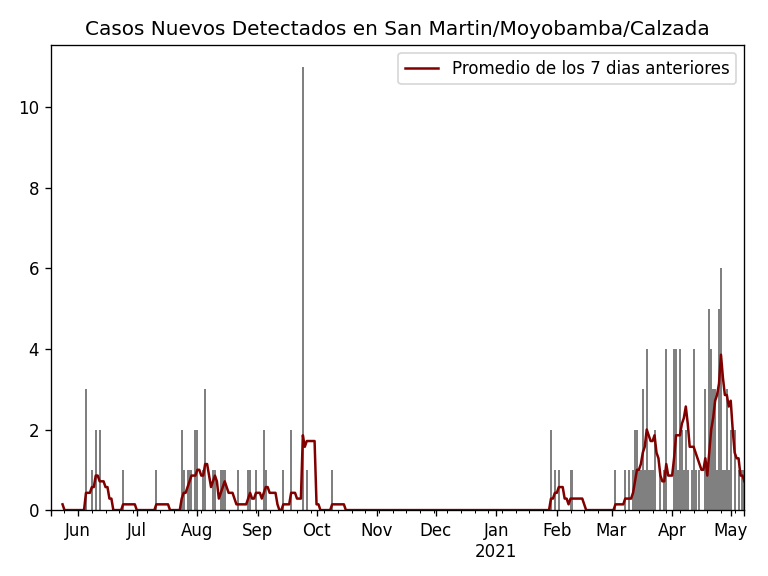 Casos Nuevos Detectados en San Martin/Moyobamba/Calzada
Promedio de los 7 dias anteriores
10
8
6
4
2
0
Jun Jul Aug Sep Oct Nov Dec Jan Feb Mar Apr May
2021